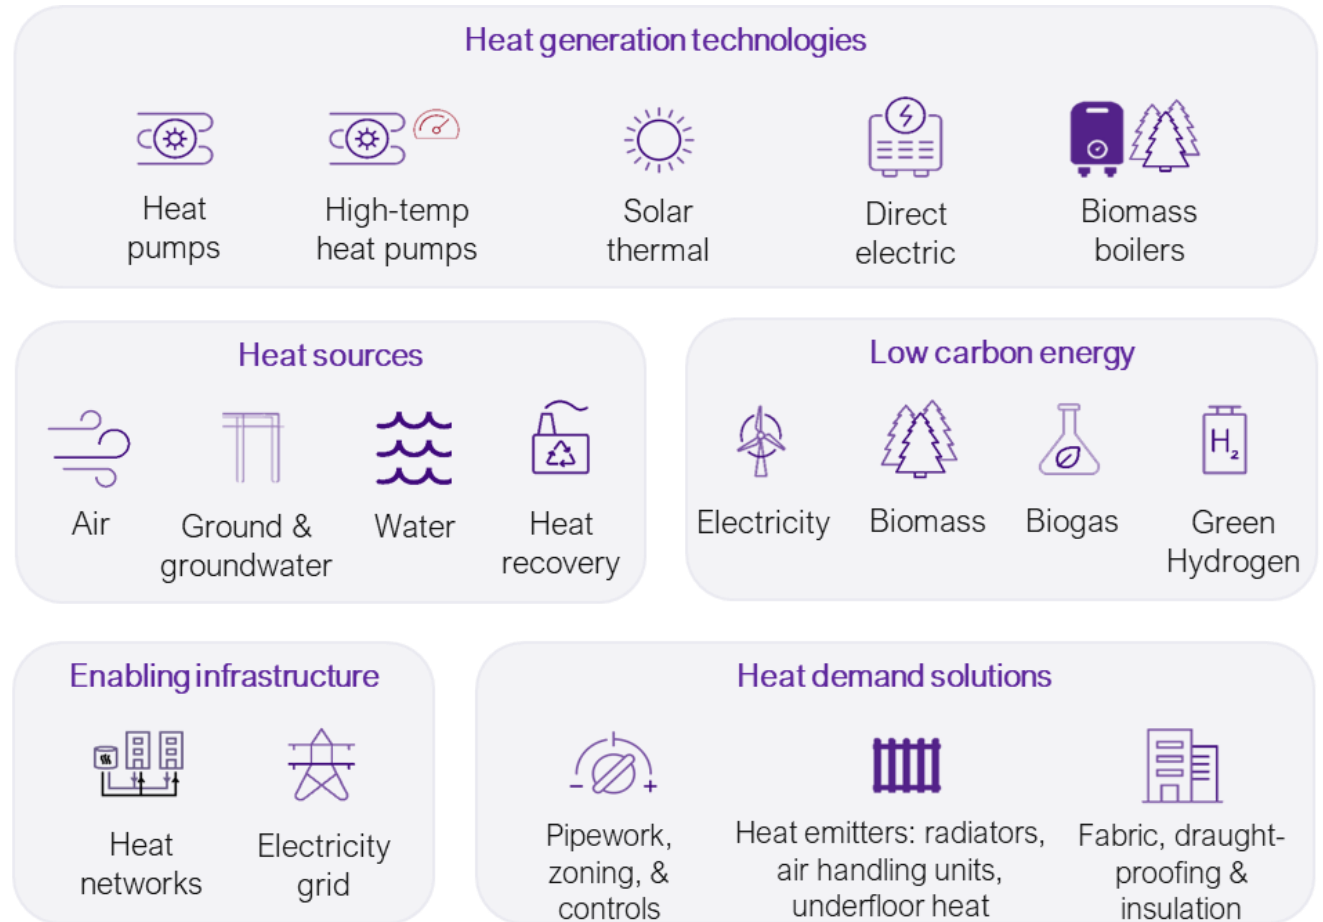 Heat generation technologies
Heat
pumps
High-temp
heat pumps
Solar
thermal
Direct
electric
Biomass
boilers
Heat sources
Air
Ground &
groundwater
Water
Heat
recovery
Low carbon energy
Electricity
Biomass
Biogas
H₂
Green
Hydrogen
Enabling infrastructure
Heat
networks
Electricity
grid
Heat demand solutions
- +
Pipework,
zoning, &
controls
Heat emitters: radiators,
air handling units,
underfloor heat
Fabric, draught-
proofing &
insulation